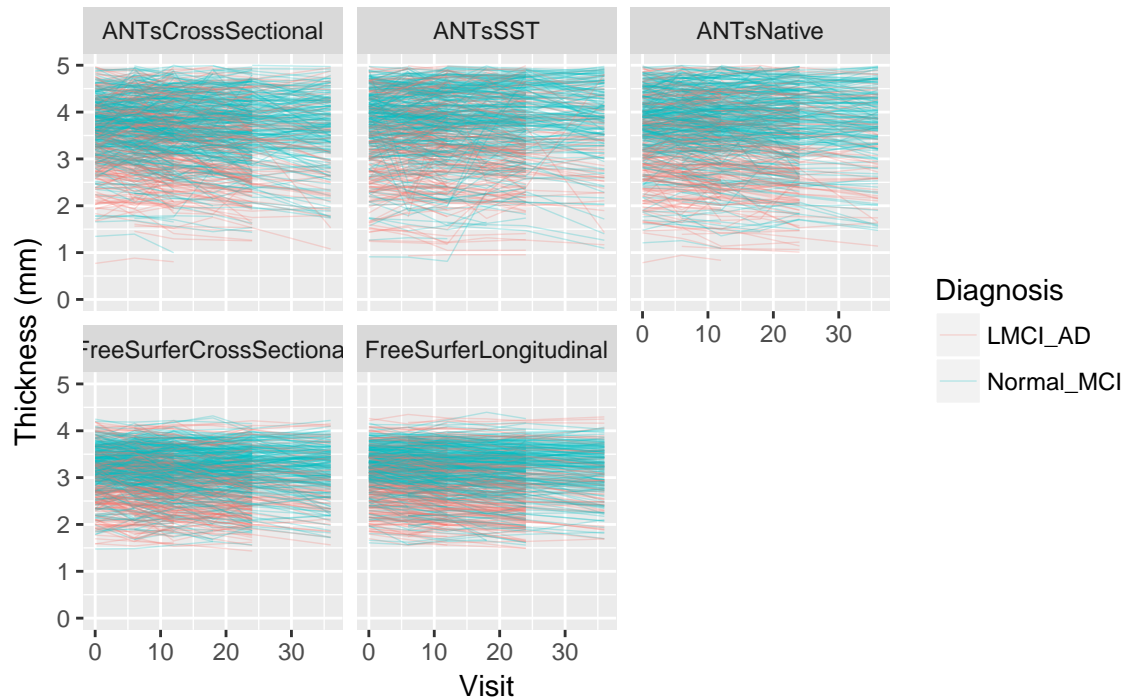 ANTsCrossSectional ANTsSST ANTsNative
5
4
3
2
1
0
0 10 20 30
FreeSurferCrossSectiona FreeSurferLongitudinal
5
4
3
2
1
0
0 10 20 30 0 10 20 30
Thickness (mm)
Visit
Diagnosis
LMCI_AD
Normal_MCI